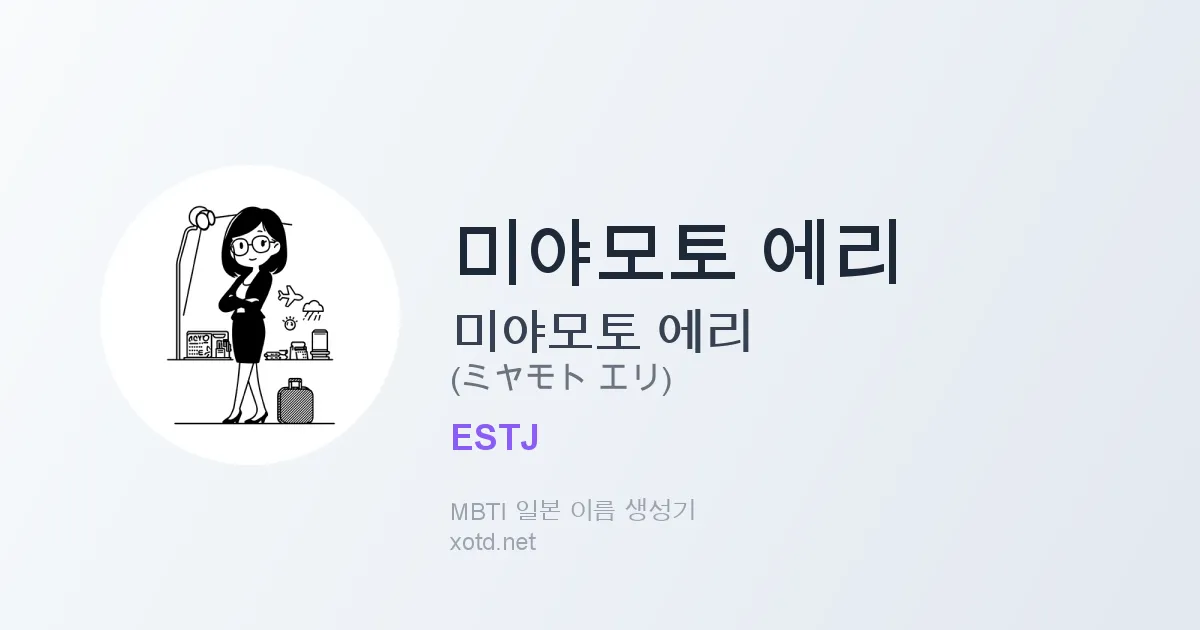 미야모토 에리
미야모토 에리
(ミヤモト エリ)
ESTJ
MBTI 일본 이름 생성기
xotd.net